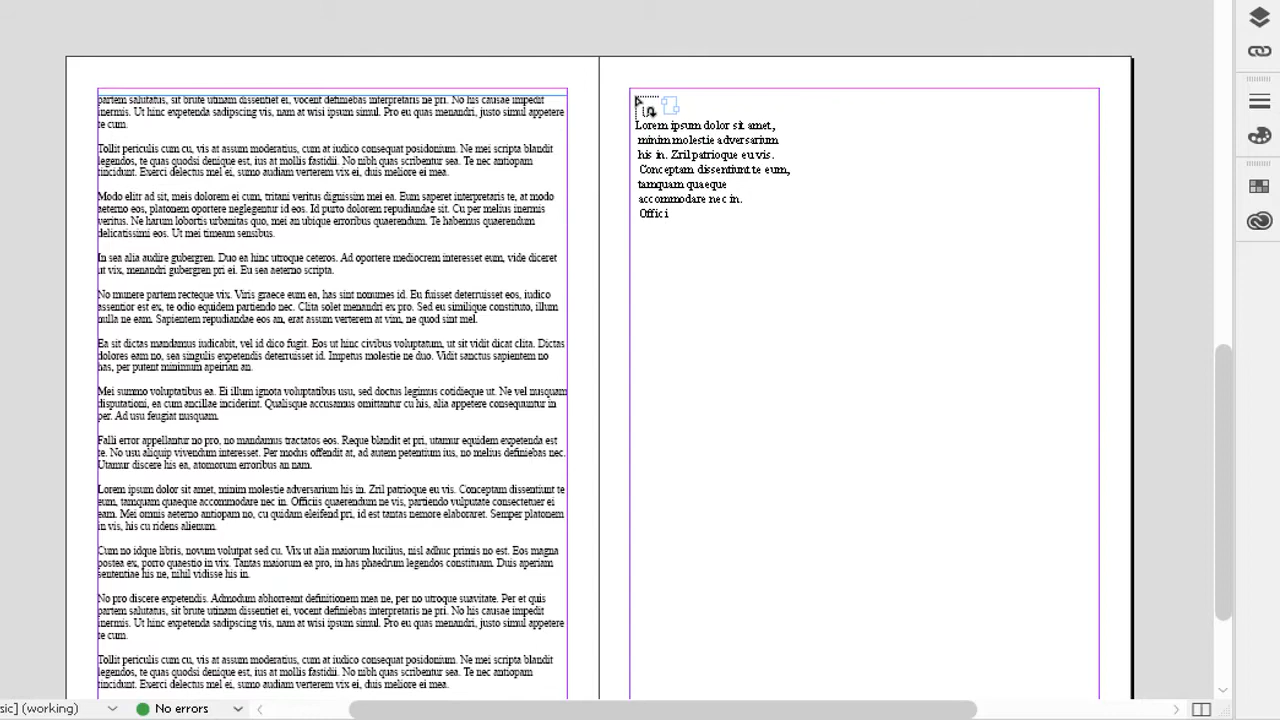 partem salutatus, sit brute utinam dissentiet ei, vocent definiebas interpretaris ne pri. No his causae impedit
inermis. Ut hinc expetenda sadipscing vis, nam at wisi ipsum simul. Pro eu quas menandri, justo simul appetere
te cum.
Tollit periculis cum cu, vis at assum moderatius, cum at iudico consequat posidonium. Ne mei scripta blandit
legendos, te quas quodsi denique est, ius at mollis fastidii. No nibh quas scribentur sea. Te nec antiopam
tincidunt. Exerci delectus mel ei, sumo audiam verterem vix ei, duis meliore ei mea.
Modo elitr ad sit, meis dolorem ei cum, tritani veritus dignissim mei ea. Eum saperet interpretaris te, at modo
aeterno eos, platonem oportere neglegentur id eos. Id purto dolorem repudiandae sit. Cu per melius inermis
veritus. Ne harum lobortis urbanitas quo, mei an ubique erroribus quaerendum. Te habemus quaerendum
delicatissimi eos. Ut mei timeam sensibus.
In sea alia audire gubergren. Duo ea hinc utroque ceteros. Ad oportere mediocrem interesset eum, vide diceret
ut vix, menandri gubergren pri ei. Eu sea aeterno scripta.
No munere partem recteque vix. Viris graece eum ea, has sint nonumes id. Eu fuisset deterruisset eos, iudico
assentior est ex, te odio equidem partiendo nec. Clita solet menandri ex pro. Sed eu similique constituto, illum
nulla ne eam. Sapientem repudiandae eos an, erat assum verterem at vim, ne quod sint mel.
Ea sit dictas mandamus iudicabit, vel id dico fugit. Eos ut hinc civibus voluptatum, ut sit vidit dicat clita. Dictas
dolores eam no, sea singulis expetendis deterruisset id. Impetus molestie ne duo. Vidit sanctus sapientem no
has, per putent minimum apeirian an.
Mei summo voluptatibus ea. Ei illum ignota voluptatibus usu, sed doctus legimus cotidieque ut. Ne vel nusquam
disputationi, ea cum ancillae inciderint. Qualisque accusamus omittantur cu his, alia appetere consequuntur in
per. Ad usu feugiat nusquam.
Falli error appellantur no pro, no mandamus tractatos eos. Reque blandit et pri, utamur equidem expetenda est
te. No usu aliquip vivendum interesset. Per modus offendit at, ad autem petentium ius, no melius definiebas nec.
Utamur discere his ea, atomorum erroribus an nam.
Lorem ipsum dolor sit amet, minim molestie adversarium his in. Zril patrioque eu vis. Conceptam dissentiunt te
eum, tamquam quaeque accommodare nec in. Officiis quaerendum ne vis, partiendo vulputate consectetuer ei
eam. Mei omnis aeterno antiopam no, cu quidam eleifend pri, id est tantas nemore elaboraret. Semper platonem
in vis, his cu ridens alienum.
Cum no idque libris, novum volutpat sed cu. Vix ut alia maiorum lucilius, nisl adhuc primis no est. Eos magna
postea ex, porro quaestio in vix. Tantas maiorum ea pro, in has phaedrum legendos constituam. Duis aperiam
sententiae his ne, nihil vidisse his in.
No pro discere expetendis. Admodum abhorreant definitionem mea ne, per no utroque suavitate. Per et quis
partem salutatus, sit brute utinam dissentiet ei, vocent definiebas interpretaris ne pri. No his causae impedit
inermis. Ut hinc expetenda sadipscing vis, nam at wisi ipsum simul. Pro eu quas menandri, justo simul appetere
te cum.
Tollit periculis cum cu, vis at assum moderatius, cum at iudico consequat posidonium. Ne mei scripta blandit
legendos, te quas quodsi denique est, ius at mollis fastidii. No nibh quas scribentur sea. Te nec antiopam
tincidunt. Exerci delectus mel ei, sumo audiam verterem vix ei, duis meliore ei mea.
Lorem ipsum dolor sit amet,
minim molestie adversarium
his in. Zril patrioque eu vis.
Conceptam dissentiunt te eum,
tamquam quaeque
accommodare nec in.
Offici
sic] (working)
No errors